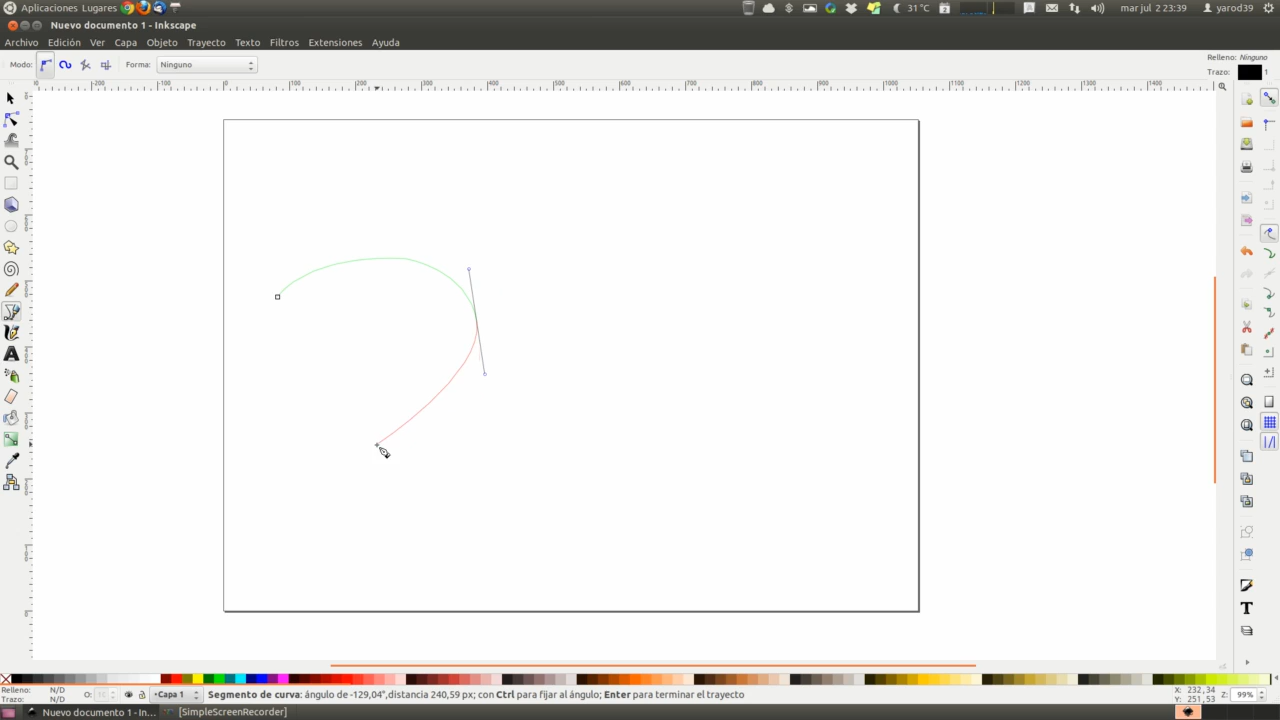 Aplicaciones Lugares
31°C
2
mar jul 2 23:39
yarod39
Nuevo documento 1 - Inkscape
Archivo Edición Ver Capa Objeto Trayecto Texto Filtros Extensiones Ayuda
Modo:
Forma: Ninguno
Relleno: Ninguno
Trazo: 1
Relleno: N/D
Trazo: N/D
O:
•Capa 1
Segmento de curva: ángulo de -129,04°,distancia 240,59 px; con Ctrl para fijar al ángulo; Enter para terminar el trayecto
X: 232,34
Y: 251,53
Z: 99%
Nuevo documento 1 - In...
[SimpleScreenRecorder]